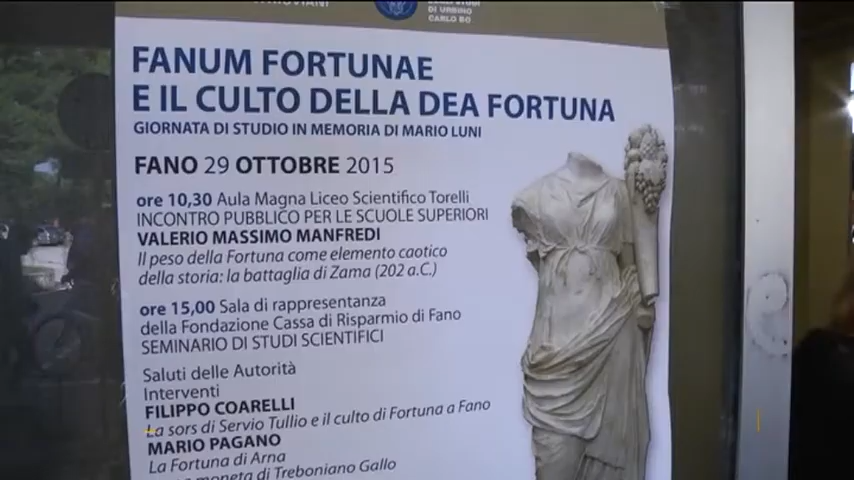 DI URBINO
CARLO BO
FANUM FORTUNAE
E IL CULTO DELLA DEA FORTUNA
GIORNATA DI STUDIO IN MEMORIA DI MARIO LUNI
FANO 29 OTTOBRE 2015
ore 10,30 Aula Magna Liceo Scientifico Torelli
INCONTRO PUBBLICO PER LE SCUOLE SUPERIORI
VALERIO MASSIMO MANFREDI
Il peso della Fortuna come elemento caotico
della storia: la battaglia di Zama (202 a.C.)
ore 15,00 Sala di rappresentanza
della Fondazione Cassa di Risparmio di Fano
SEMINARIO DI STUDI SCIENTIFICI
Saluti delle Autorità
Interventi
FILIPPO COARELLI
La sors di Servio Tullio e il culto di Fortuna a Fano
MARIO PAGANO
La Fortuna di Arna
moneta di Treboniano Gallo